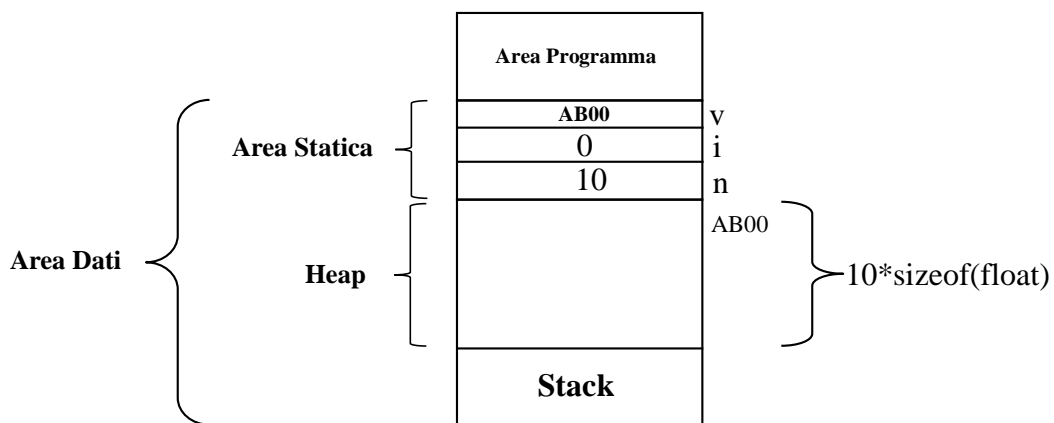 Area Programma
AB00 v
Area Statica
0 i
10 n
AB00
Area Dati
Heap
10*sizeof(float)
Stack